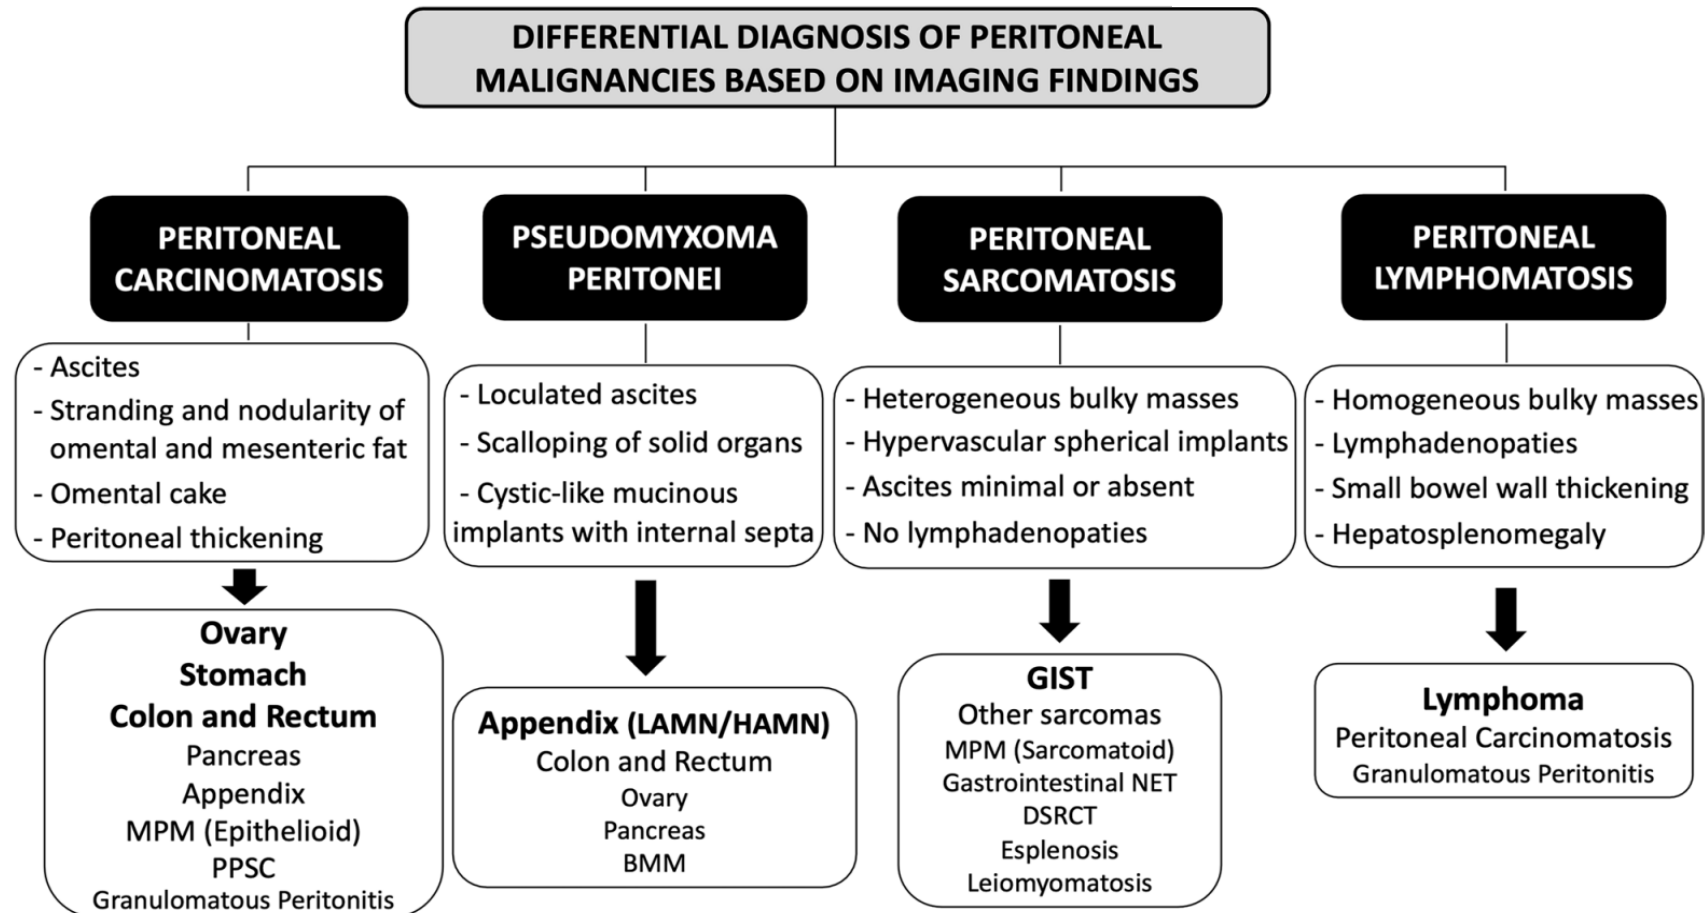 DIFFERENTIAL DIAGNOSIS OF PERITONEAL
MALIGNANCIES BASED ON IMAGING FINDINGS
PERITONEAL
CARCINOMATOSIS
- Ascites
- Stranding and nodularity of
omental and mesenteric fat
- Omental cake
- Peritoneal thickening
Ovary
Stomach
Colon and Rectum
Pancreas
Appendix
MPM (Epithelioid)
PPSC
Granulomatous Peritonitis
PSEUDOMYXOMA
PERITONEI
- Loculated ascites
- Scalloping of solid organs
- Cystic-like mucinous
implants with internal septa
Appendix (LAMN/HAMN)
Colon and Rectum
Ovary
Pancreas
BMM
PERITONEAL
SARCOMATOSIS
- Heterogeneous bulky masses
- Hypervascular spherical implants
- Ascites minimal or absent
- No lymphadenopaties
GIST
Other sarcomas
MPM (Sarcomatoid)
Gastrointestinal NET
DSRCT
Esplenosis
Leiomyomatosis
PERITONEAL
LYMPHOMATOSIS
- Homogeneous bulky masses
- Lymphadenopaties
- Small bowel wall thickening
- Hepatosplenomegaly
Lymphoma
Peritoneal Carcinomatosis
Granulomatous Peritonitis